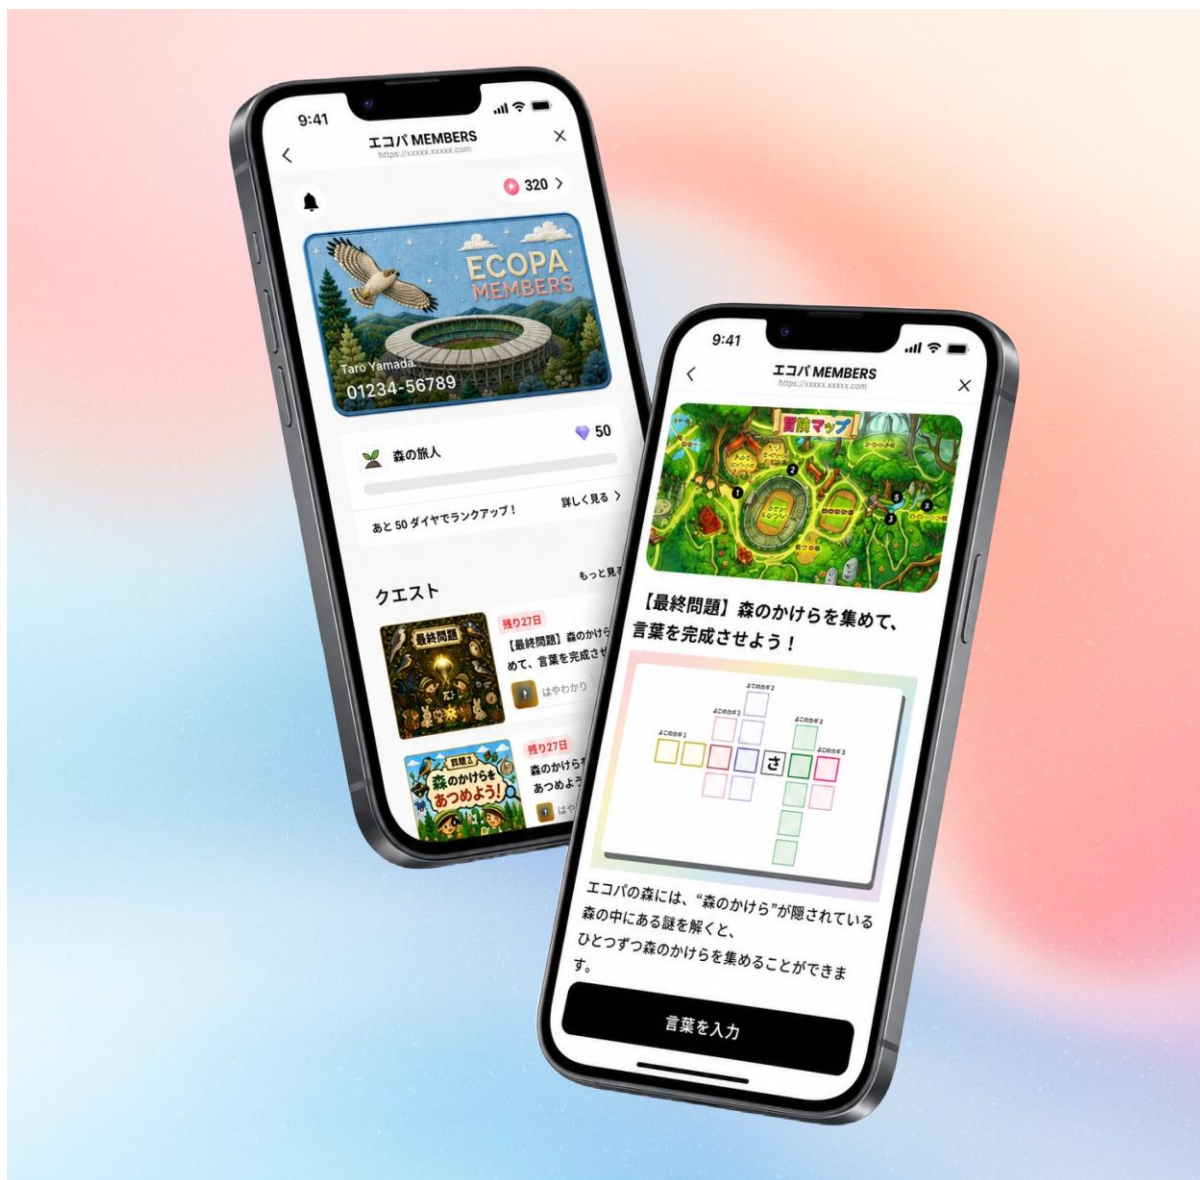 9:41
エコパ MEMBERS
https://xxxxx.xxxxx.com
320
ECOPA
MEMBERS
Taro Yamada
01234-56789
森の旅人
50
あと 50 ダイヤでランクアップ！
詳しく見る
クエスト
もっと見る
最終問題
残り27日
【最終問題】森のかけら
めて、言葉を完成させ
はやわかり
問題2
森のかけらを
あつめよう!
残り27日
森のかけらを
あつめよう
はや
9:41
エコパ MEMBERS
https://xxxxx.xxxxx.com
冒険マップ
1
2
5
3
3
【最終問題】森のかけらを集めて、
言葉を完成させよう！
よこのカギ1
よこのカギ2
さ
よこのカギ3
エコパの森には、“森のかけら”が隠されている
森の中にある謎を解くと、
ひとつずつ森のかけらを集めることができま
す。
言葉を入力